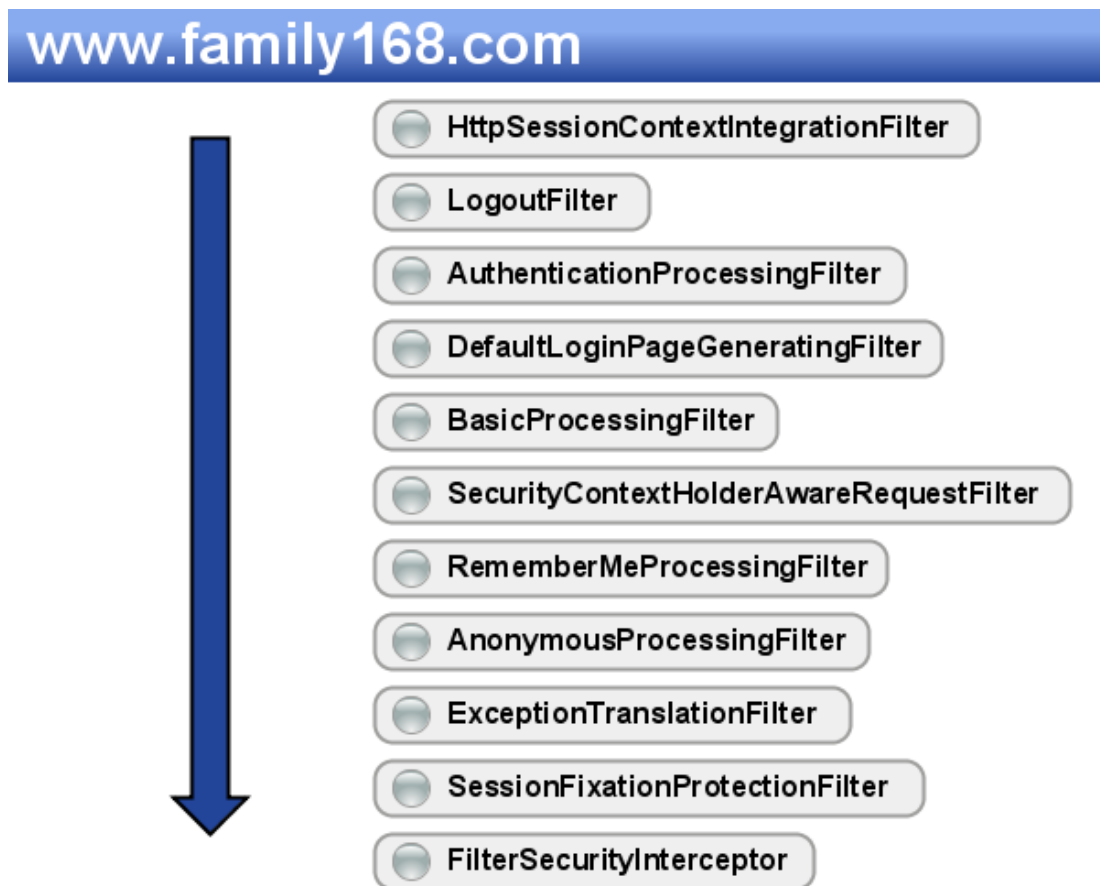 www.family168.com
HttpSessionContextIntegrationFilter
LogoutFilter
AuthenticationProcessingFilter
DefaultLoginPageGeneratingFilter
BasicProcessingFilter
SecurityContextHolderAwareRequestFilter
RememberMeProcessingFilter
AnonymousProcessingFilter
ExceptionTranslationFilter
SessionFixationProtectionFilter
FilterSecurityInterceptor